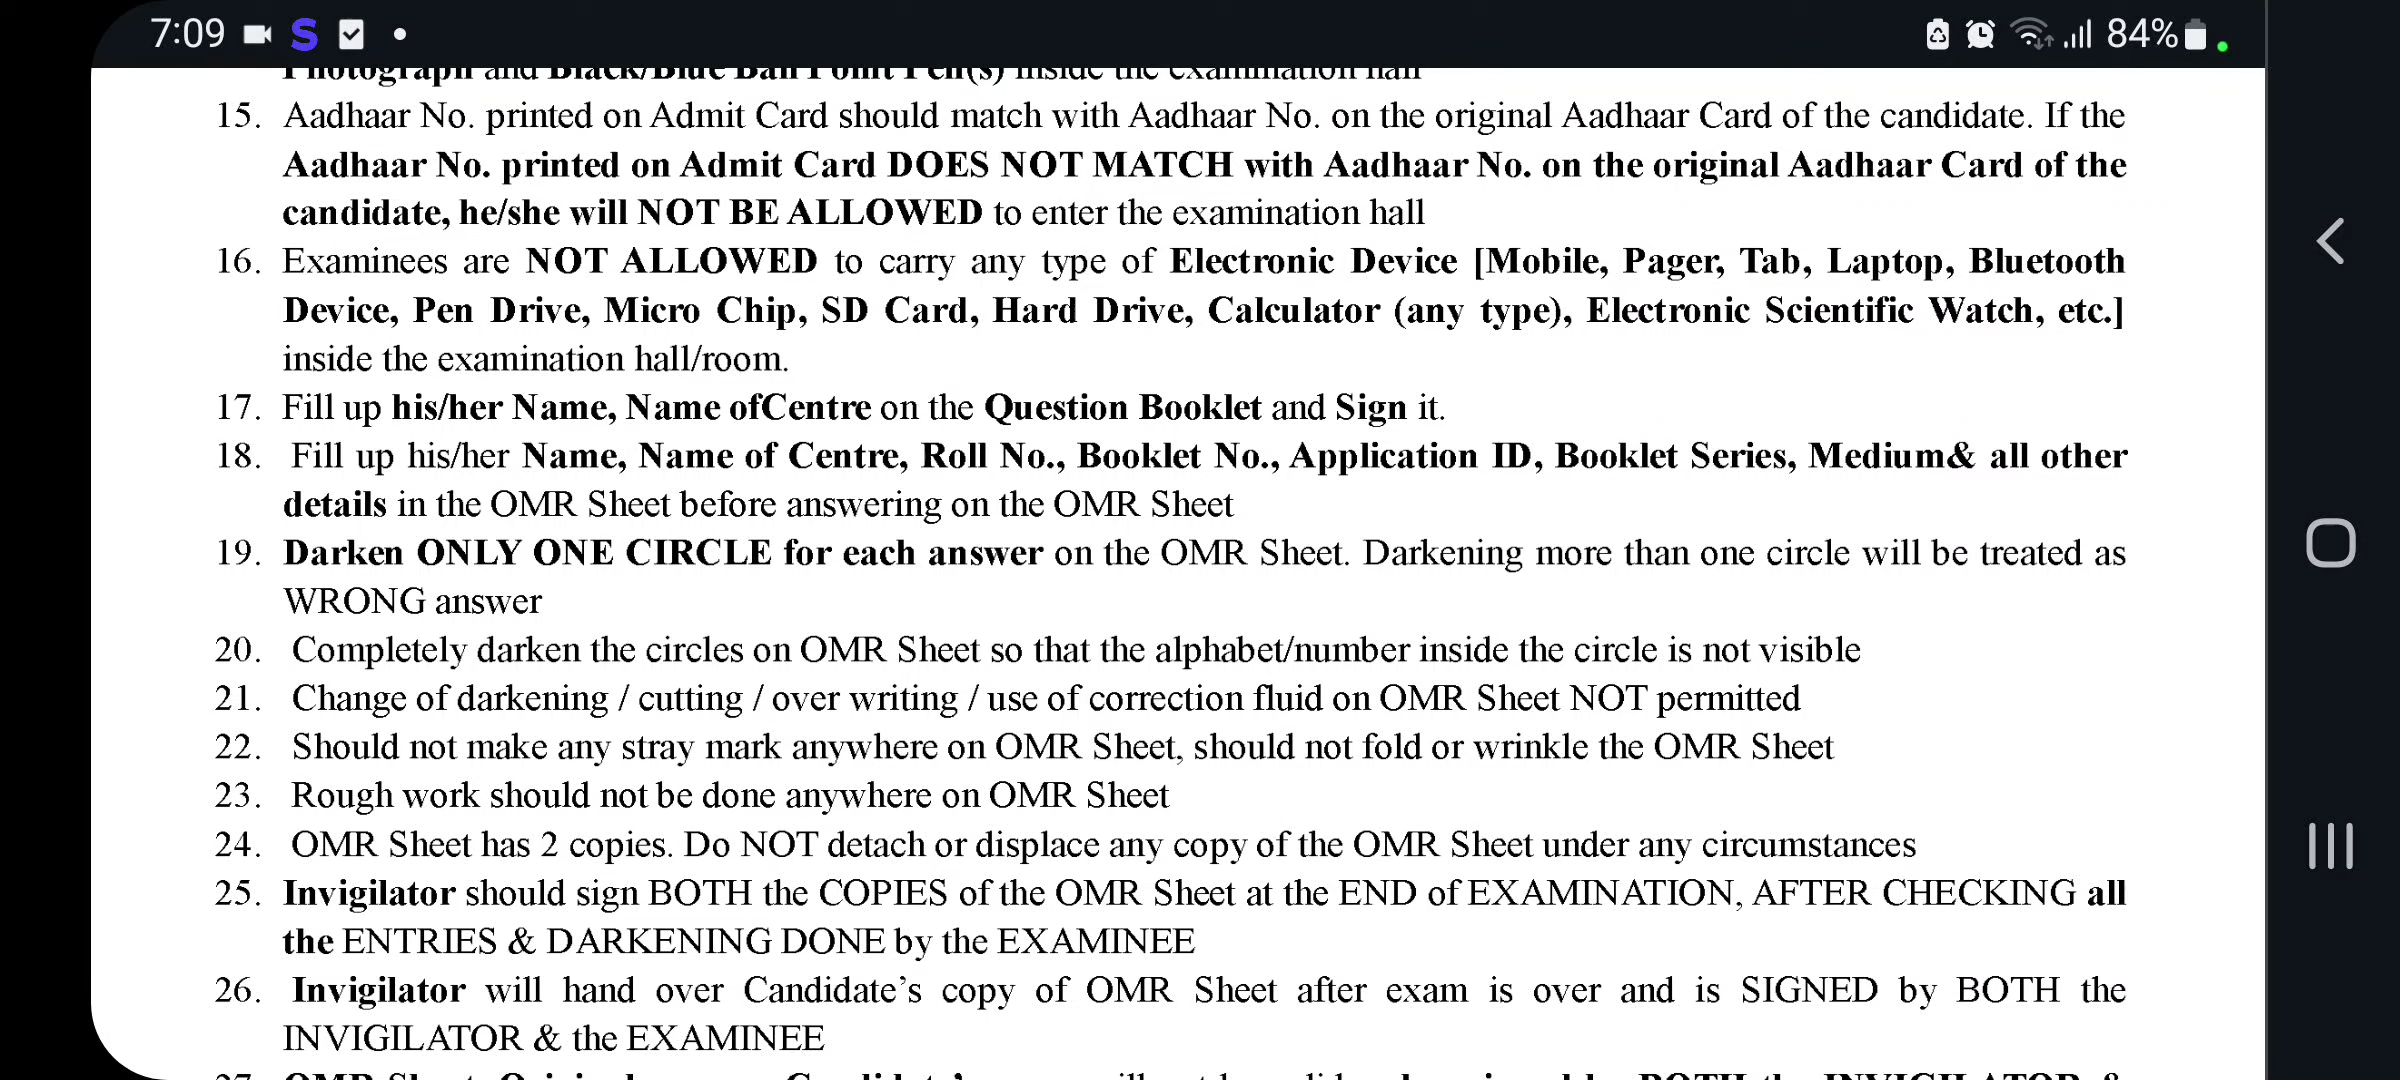 7:09 S 84%
Photograph and Black/Blue Ball Point Pen(s) inside the examination hall
15. Aadhaar No. printed on Admit Card should match with Aadhaar No. on the original Aadhaar Card of the candidate. If the
Aadhaar No. printed on Admit Card DOES NOT MATCH with Aadhaar No. on the original Aadhaar Card of the
candidate, he/she will NOT BE ALLOWED to enter the examination hall
16. Examinees are NOT ALLOWED to carry any type of Electronic Device [Mobile, Pager, Tab, Laptop, Bluetooth
Device, Pen Drive, Micro Chip, SD Card, Hard Drive, Calculator (any type), Electronic Scientific Watch, etc.]
inside the examination hall/room.
17. Fill up his/her Name, Name ofCentre on the Question Booklet and Sign it.
18. Fill up his/her Name, Name of Centre, Roll No., Booklet No., Application ID, Booklet Series, Medium& all other
details in the OMR Sheet before answering on the OMR Sheet
19. Darken ONLY ONE CIRCLE for each answer on the OMR Sheet. Darkening more than one circle will be treated as
WRONG answer
20. Completely darken the circles on OMR Sheet so that the alphabet/number inside the circle is not visible
21. Change of darkening / cutting / over writing / use of correction fluid on OMR Sheet NOT permitted
22. Should not make any stray mark anywhere on OMR Sheet, should not fold or wrinkle the OMR Sheet
23. Rough work should not be done anywhere on OMR Sheet
24. OMR Sheet has 2 copies. Do NOT detach or displace any copy of the OMR Sheet under any circumstances
25. Invigilator should sign BOTH the COPIES of the OMR Sheet at the END of EXAMINATION, AFTER CHECKING all
the ENTRIES & DARKENING DONE by the EXAMINEE
26. Invigilator will hand over Candidate's copy of OMR Sheet after exam is over and is SIGNED by BOTH the
INVIGILATOR & the EXAMINEE